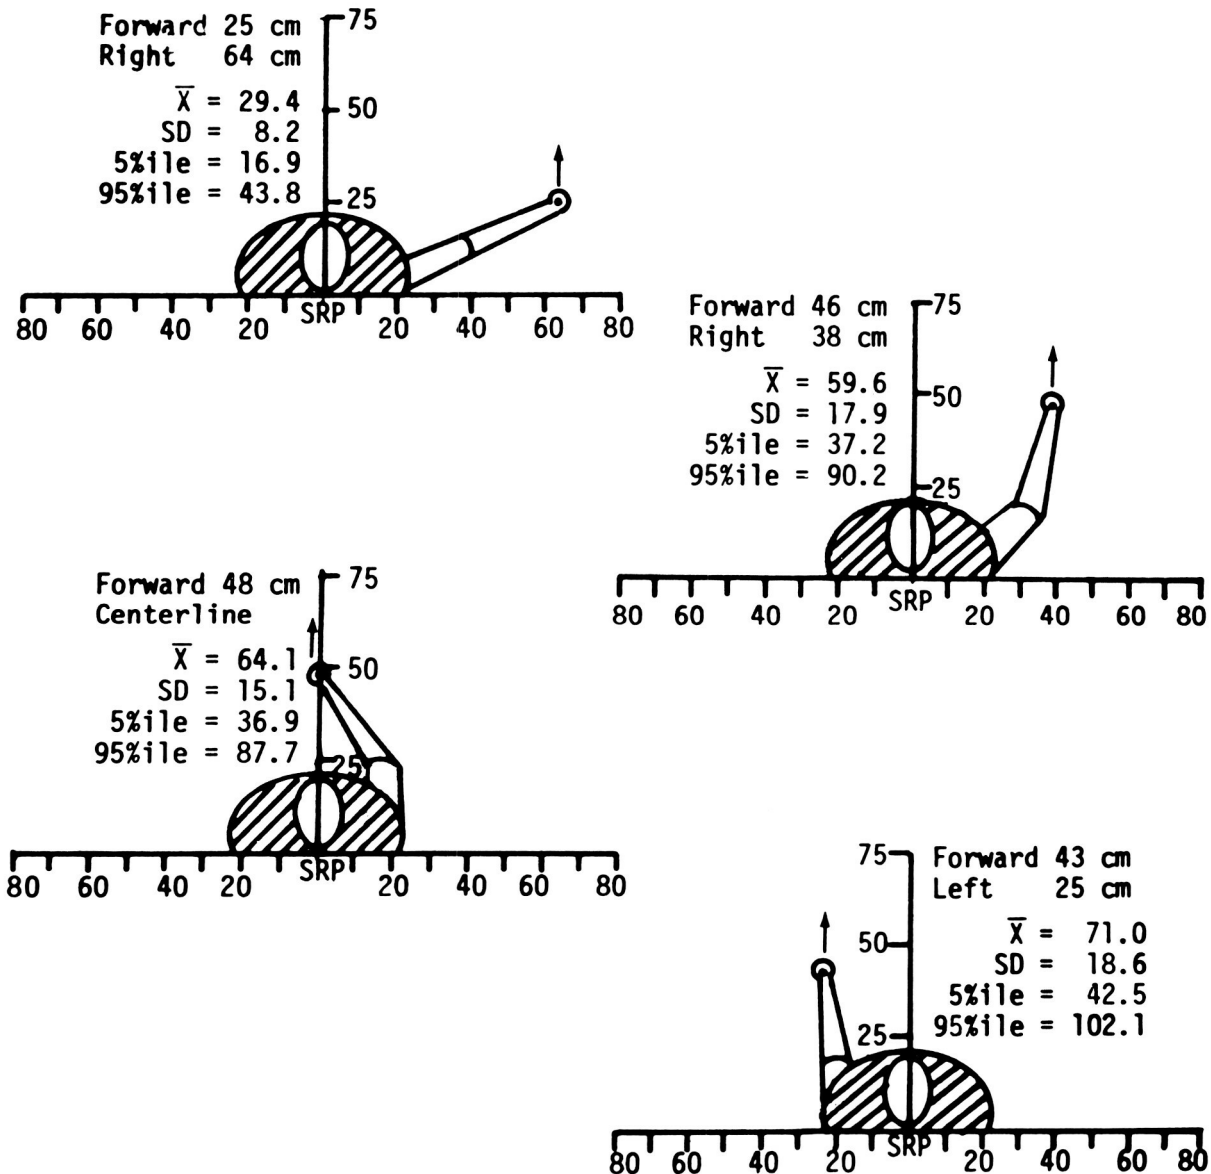 Forward 25 cm
Right 64 cm
X̅ = 29.4
SD = 8.2
5%ile = 16.9
95%ile = 43.8
75
50
25
SRP
80 60 40 20 20 40 60 80
Forward 46 cm
Right 38 cm
X̅ = 59.6
SD = 17.9
5%ile = 37.2
95%ile = 90.2
75
50
25
SRP
80 60 40 20 20 40 60 80
Forward 48 cm
Centerline
X̅ = 64.1
SD = 15.1
5%ile = 36.9
95%ile = 87.7
75
50
25
SRP
80 60 40 20 20 40 60 80
Forward 43 cm
Left 25 cm
X̅ = 71.0
SD = 18.6
5%ile = 42.5
95%ile = 102.1
75
50
25
SRP
80 60 40 20 20 40 60 80